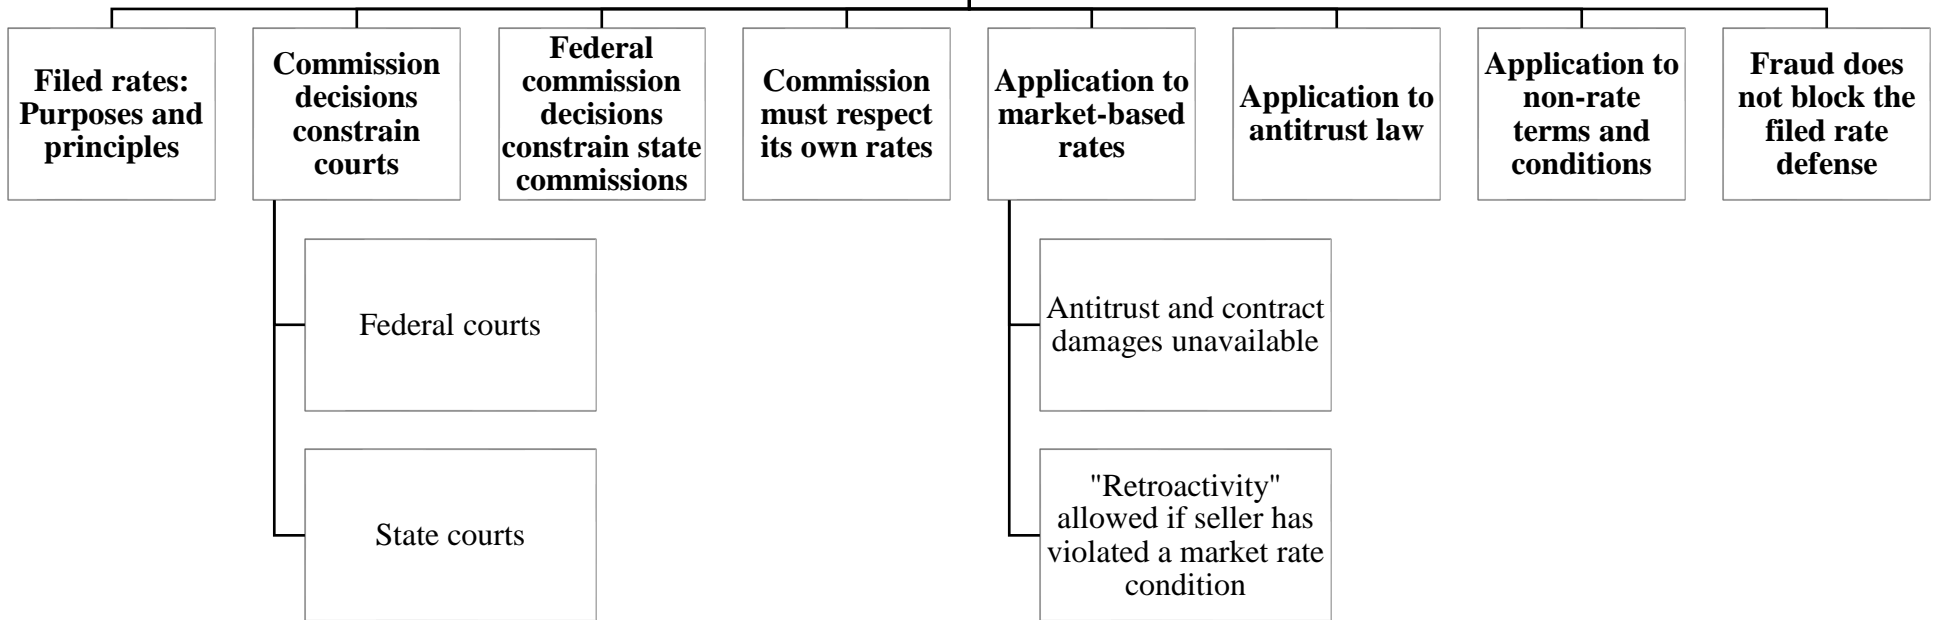 Filed rates:
Purposes and
principles
Commission
decisions
constrain
courts
Federal
commission
decisions
constrain state
commissions
Commission
must respect
its own rates
Application to
market-based
rates
Application to
antitrust law
Application to
non-rate
terms and
conditions
Fraud does
not block the
filed rate
defense
Federal courts
State courts
Antitrust and contract
damages unavailable
"Retroactivity"
allowed if seller has
violated a market rate
condition